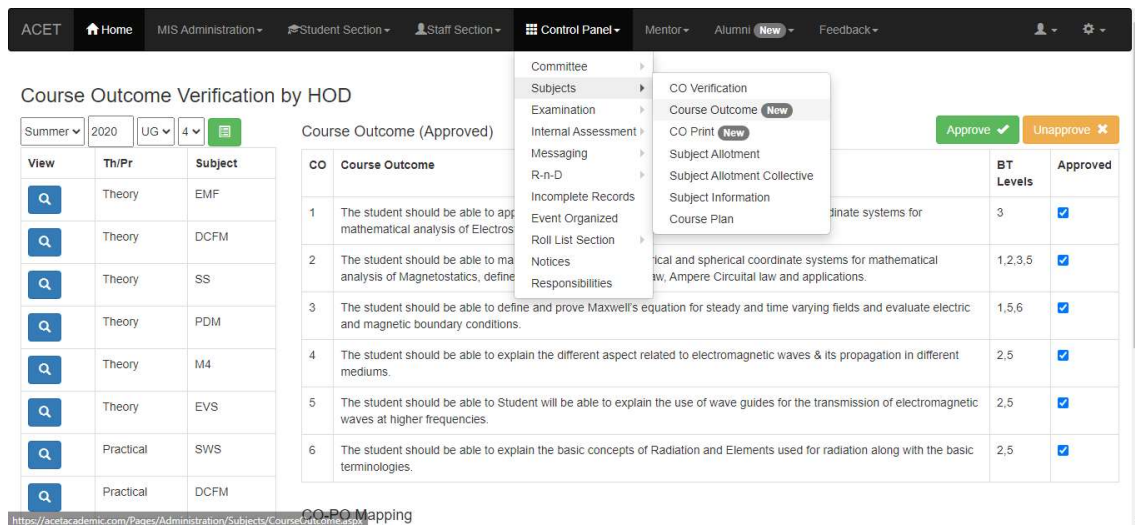 ACET Home MIS Administration Student Section Staff Section Control Panel Mentor Alumni New Feedback
Committee
Subjects
Examination
Internal Assessment
Messaging
R-n-D
Incomplete Records
Event Organized
Roll List Section
Notices
Responsibilities
CO Verification
Course Outcome New
CO Print New
Subject Allotment
Subject Allotment Collective
Subject Information
Course Plan
Course Outcome Verification by HOD
Summer 2020 UG 4
View Th/Pr Subject
Theory EMF
Theory DCFM
Theory SS
Theory PDM
Theory M4
Theory EVS
Practical SWS
Practical DCFM
Course Outcome (Approved)
Approve Unapprove
CO Course Outcome BT Levels Approved
1 The student should be able to app dinate systems for 3
mathematical analysis of Electros
2 The student should be able to ma rical and spherical coordinate systems for mathematical 1,2,3,5
analysis of Magnetostatics, define aw, Ampere Circuital law and applications.
3 The student should be able to define and prove Maxwell's equation for steady and time varying fields and evaluate electric 1,5,6
and magnetic boundary conditions.
4 The student should be able to explain the different aspect related to electromagnetic waves & its propagation in different 2,5
mediums.
5 The student should be able to Student will be able to explain the use of wave guides for the transmission of electromagnetic 2,5
waves at higher frequencies.
6 The student should be able to explain the basic concepts of Radiation and Elements used for radiation along with the basic 2,5
terminologies.
CO-PO Mapping
https://acetacademic.com/Pages/Administration/Subjects/CourseOutcome.aspx